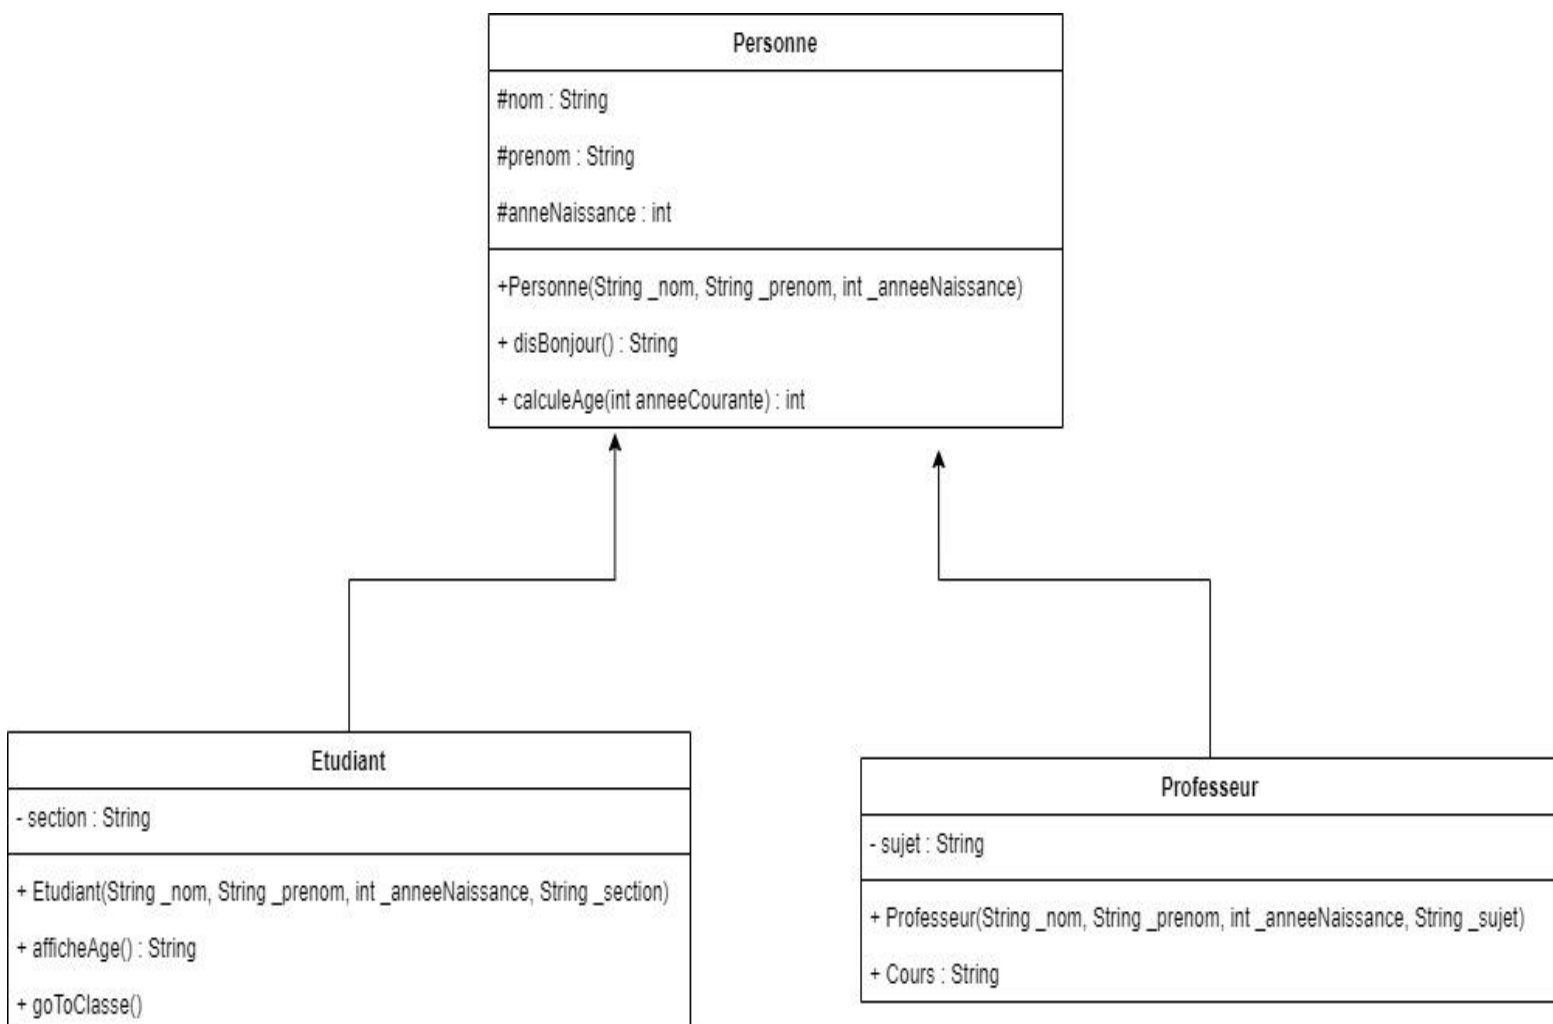 Personne
#nom : String
#prenom : String
#anneNaissance : int
+Personne(String _nom, String _prenom, int _anneeNaissance)
+ disBonjour() : String
+ calculeAge(int anneeCourante) : int
Etudiant
- section : String
+ Etudiant(String _nom, String _prenom, int _anneeNaissance, String _section)
+ afficheAge() : String
+ goToClasse()
Professeur
- sujet : String
+ Professeur(String _nom, String _prenom, int _anneeNaissance, String _sujet)
+ Cours : String